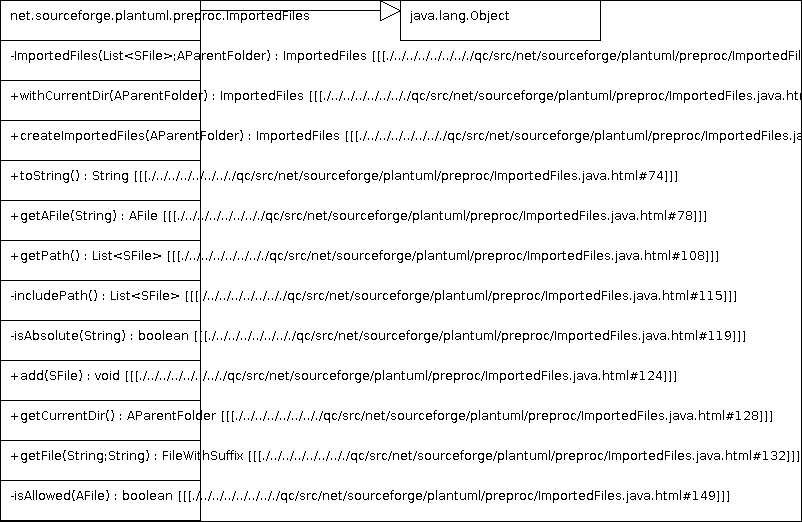 net.sourceforge.plantuml.preproc.ImportedFiles
java.lang.Object
-ImportedFiles(List<SFile>;AParentFolder) : ImportedFiles [[[./../../../../../../../qc/src/net/sourceforge/plantuml/preproc/ImportedFil
+withCurrentDir(AParentFolder) : ImportedFiles [[[./../../../../../../../qc/src/net/sourceforge/plantuml/preproc/ImportedFiles.java.htm
+createImportedFiles(AParentFolder) : ImportedFiles [[[./../../../../../../../qc/src/net/sourceforge/plantuml/preproc/ImportedFiles.ja
+toString() : String [[[./../../../../../../../qc/src/net/sourceforge/plantuml/preproc/ImportedFiles.java.html#74]]]
+getAFile(String) : AFile [[[./../../../../../../../qc/src/net/sourceforge/plantuml/preproc/ImportedFiles.java.html#78]]]
+getPath() : List<SFile> [[[./../../../../../../../qc/src/net/sourceforge/plantuml/preproc/ImportedFiles.java.html#108]]]
-includePath() : List<SFile> [[[./../../../../../../../qc/src/net/sourceforge/plantuml/preproc/ImportedFiles.java.html#115]]]
-isAbsolute(String) : boolean [[[./../../../../../../../qc/src/net/sourceforge/plantuml/preproc/ImportedFiles.java.html#119]]]
+add(SFile) : void [[[./../../../../../../../qc/src/net/sourceforge/plantuml/preproc/ImportedFiles.java.html#124]]]
+getCurrentDir() : AParentFolder [[[./../../../../../../../qc/src/net/sourceforge/plantuml/preproc/ImportedFiles.java.html#128]]]
+getFile(String;String) : FileWithSuffix [[[./../../../../../../../qc/src/net/sourceforge/plantuml/preproc/ImportedFiles.java.html#132]]]
-isAllowed(AFile) : boolean [[[./../../../../../../../qc/src/net/sourceforge/plantuml/preproc/ImportedFiles.java.html#149]]]